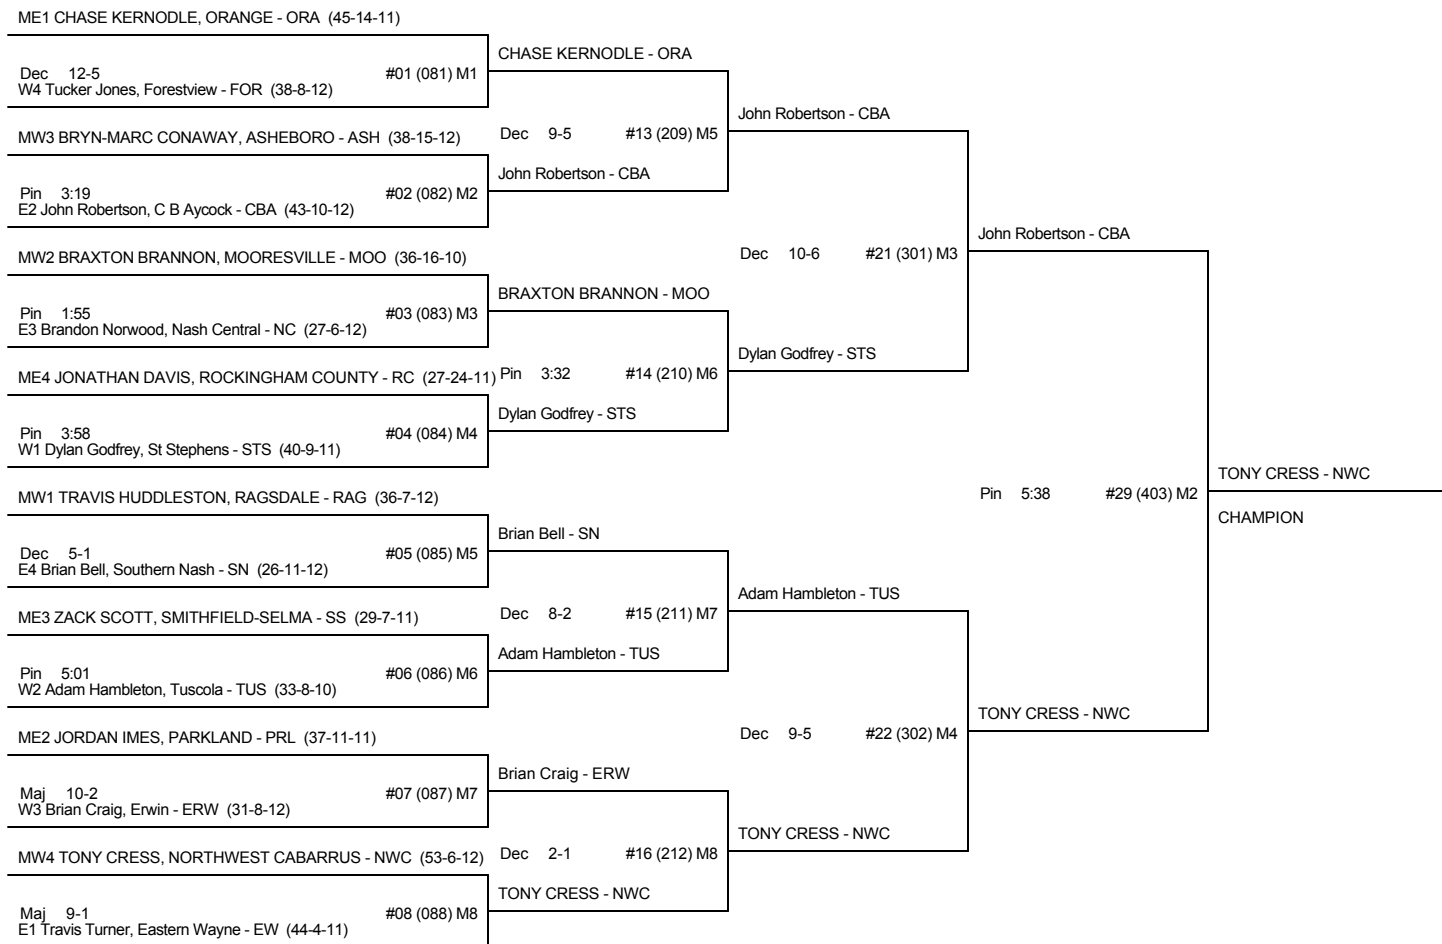 ME1 CHASE KERNODLE, ORANGE - ORA (45-14-11)
CHASE KERNODLE - ORA
Dec 12-5 #01 (081) M1
W4 Tucker Jones, Forestview - FOR (38-8-12)
John Robertson - CBA
MW3 BRYN-MARC CONAWAY, ASHEBORO - ASH (38-15-12)
Dec 9-5 #13 (209) M5
John Robertson - CBA
Pin 3:19 #02 (082) M2
E2 John Robertson, C B Aycock - CBA (43-10-12)
John Robertson - CBA
MW2 BRAXTON BRANNON, MOORESVILLE - MOO (36-16-10)
Dec 10-6 #21 (301) M3
BRAXTON BRANNON - MOO
Pin 1:55 #03 (083) M3
E3 Brandon Norwood, Nash Central - NC (27-6-12)
Dylan Godfrey - STS
ME4 JONATHAN DAVIS, ROCKINGHAM COUNTY - RC (27-24-11)
Pin 3:32 #14 (210) M6
Dylan Godfrey - STS
Pin 3:58 #04 (084) M4
W1 Dylan Godfrey, St Stephens - STS (40-9-11)
TONY CRESS - NWC
MW1 TRAVIS HUDDLESTON, RAGSDALE - RAG (36-7-12)
Pin 5:38 #29 (403) M2
CHAMPION
Brian Bell - SN
Dec 5-1 #05 (085) M5
E4 Brian Bell, Southern Nash - SN (26-11-12)
Adam Hambleton - TUS
ME3 ZACK SCOTT, SMITHFIELD-SELMA - SS (29-7-11)
Dec 8-2 #15 (211) M7
Adam Hambleton - TUS
Pin 5:01 #06 (086) M6
W2 Adam Hambleton, Tuscola - TUS (33-8-10)
TONY CRESS - NWC
ME2 JORDAN IMES, PARKLAND - PRL (37-11-11)
Dec 9-5 #22 (302) M4
Brian Craig - ERW
Maj 10-2 #07 (087) M7
W3 Brian Craig, Erwin - ERW (31-8-12)
TONY CRESS - NWC
MW4 TONY CRESS, NORTHWEST CABARRUS - NWC (53-6-12)
Dec 2-1 #16 (212) M8
TONY CRESS - NWC
Maj 9-1 #08 (088) M8
E1 Travis Turner, Eastern Wayne - EW (44-4-11)